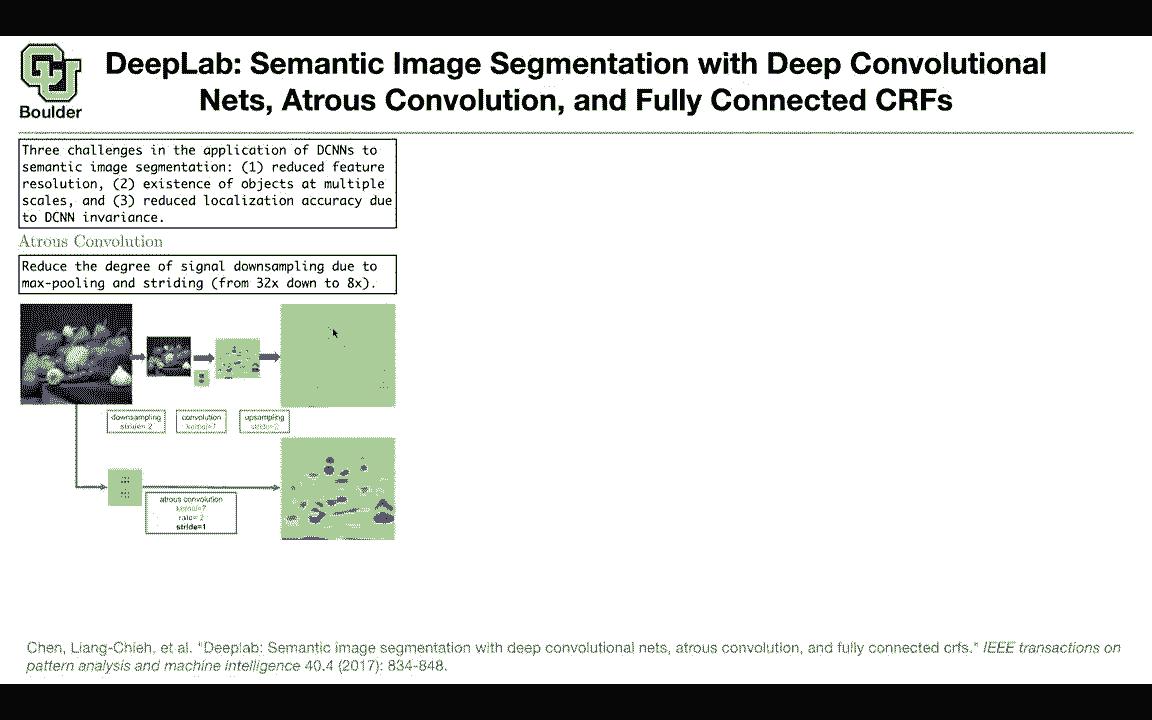 DeepLab: Semantic Image Segmentation with Deep Convolutional
Nets, Atrous Convolution, and Fully Connected CRFs
CU
Boulder
Three challenges in the application of DCNNs to
semantic image segmentation: (1) reduced feature
resolution, (2) existence of objects at multiple
scales, and (3) reduced localization accuracy due
to DCNN invariance.
Atrous Convolution
Reduce the degree of signal downsampling due to
max-pooling and striding (from 32x down to 8x).
downsampling
stride=2
convolution
kernel=7
upsampling
stride=2
atrous convolution
kernel=7
rate=2
stride=1
Chen, Liang-Chieh, et al. "Deeplab: Semantic image segmentation with deep convolutional nets, atrous convolution, and fully connected crfs." IEEE transactions on
pattern analysis and machine intelligence 40.4 (2017): 834-848.